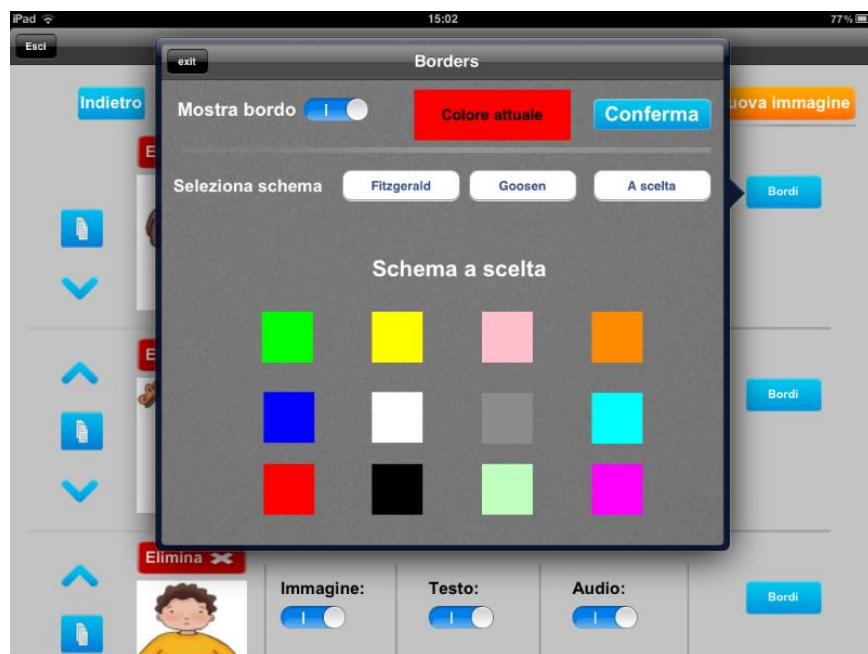 iPad 15:02 77%
Esci
exit Borders
Indietro Mostra bordo Colore attuale Conferma uova immagine
E
Seleziona schema Fitzgerald Goosen A scelta Bordi
Schema a scelta
E
Bordi
Elimina
Immagine: Testo: Audio:
Bordi